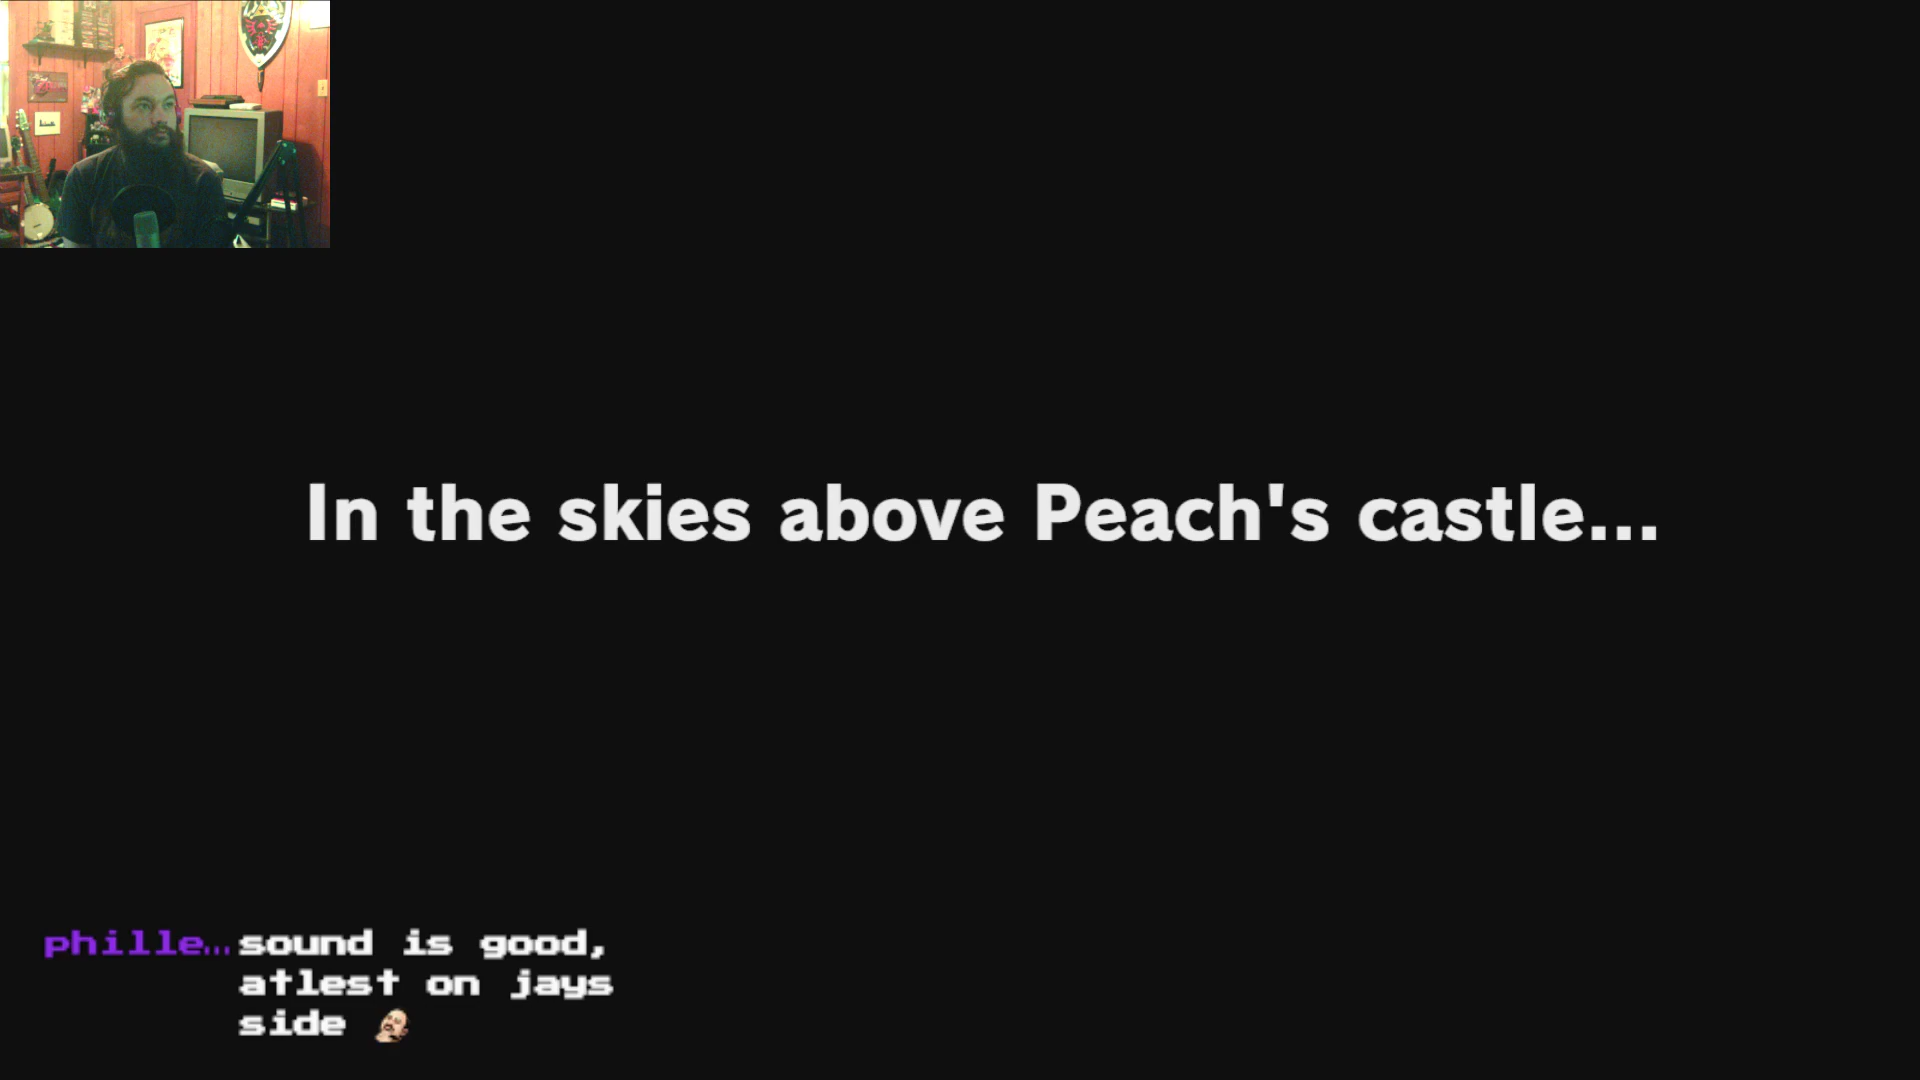 In the skies above Peach's castle...
phille... sound is good,
atlest on jays
side